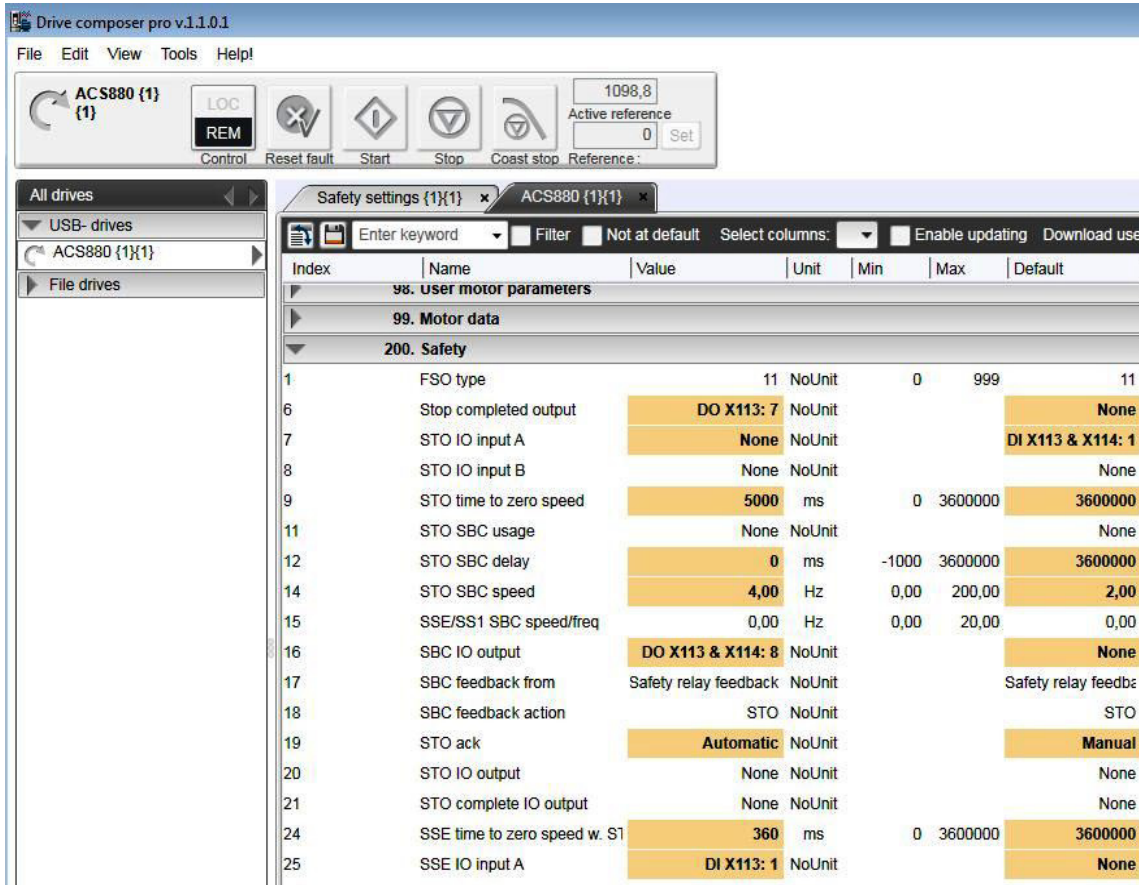 Drive composer pro v.1.1.0.1
File Edit View Tools Help!
ACS880 {1}
{1}
LOC
REM
Control
Reset fault
Start
Stop
Coast stop
1098,8
Active reference
0 Set
Reference:
All drives
USB- drives
ACS880 {1}{1}
File drives
Safety settings {1}{1} x
ACS880 {1}{1} x
Enter keyword Filter Not at default Select columns: Enable updating Download use
Index Name Value Unit Min Max Default
98. User motor parameters
99. Motor data
200. Safety
1 FSO type 11 NoUnit 0 999 11
6 Stop completed output DO X113: 7 NoUnit None
7 STO IO input A None NoUnit DI X113 & X114: 1
8 STO IO input B None NoUnit None
9 STO time to zero speed 5000 ms 0 3600000 3600000
11 STO SBC usage None NoUnit None
12 STO SBC delay 0 ms -1000 3600000 3600000
14 STO SBC speed 4,00 Hz 0,00 200,00 2,00
15 SSE/SS1 SBC speed/freq 0,00 Hz 0,00 20,00 0,00
16 SBC IO output DO X113 & X114: 8 NoUnit None
17 SBC feedback from Safety relay feedback NoUnit Safety relay feedba
18 SBC feedback action STO NoUnit STO
19 STO ack Automatic NoUnit Manual
20 STO IO output None NoUnit None
21 STO complete IO output None NoUnit None
24 SSE time to zero speed w. ST 360 ms 0 3600000 3600000
25 SSE IO input A DI X113: 1 NoUnit None